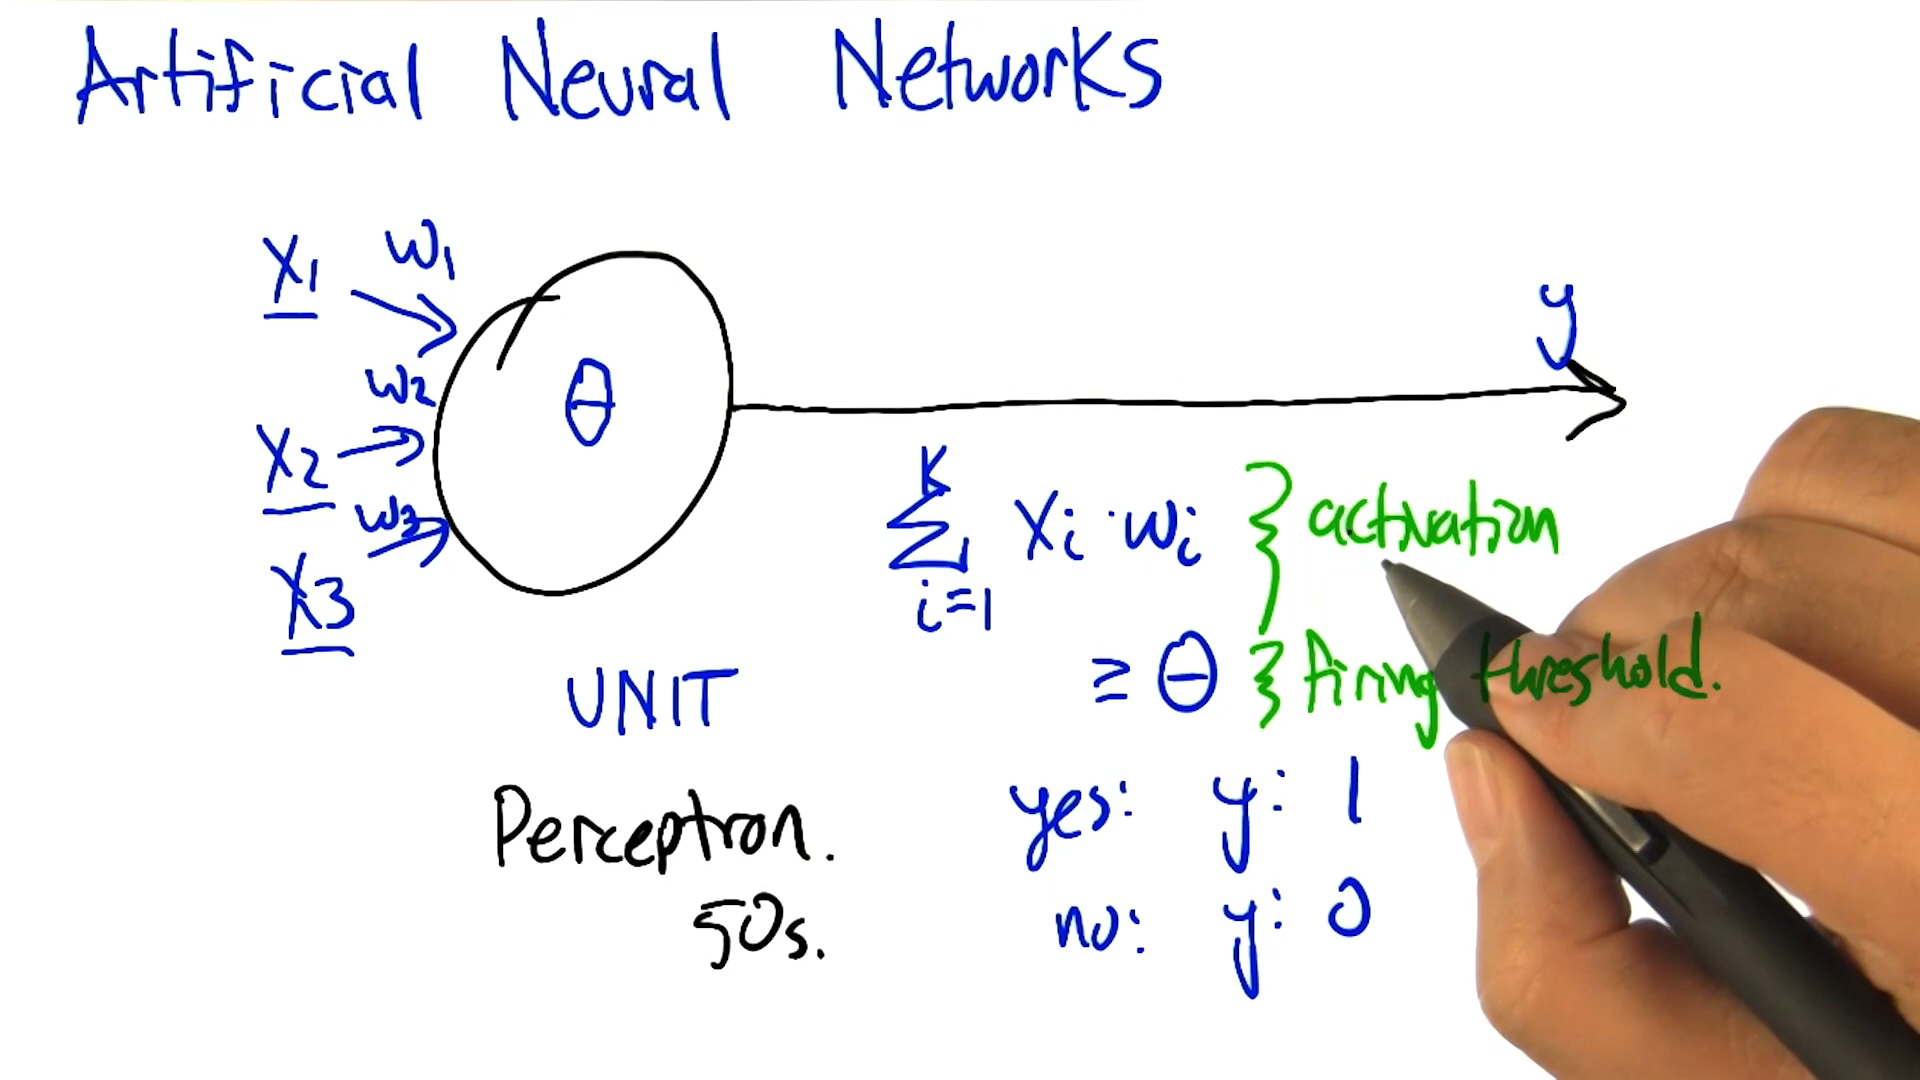 Artificial Neural Networks
x1 w1
w2
x2
w3
x3
θ
y
K
∑ xi · wi } activation
i=1
≥ θ } firing threshold.
UNIT
Perceptron.
50s.
yes: y: 1
no: y: 0